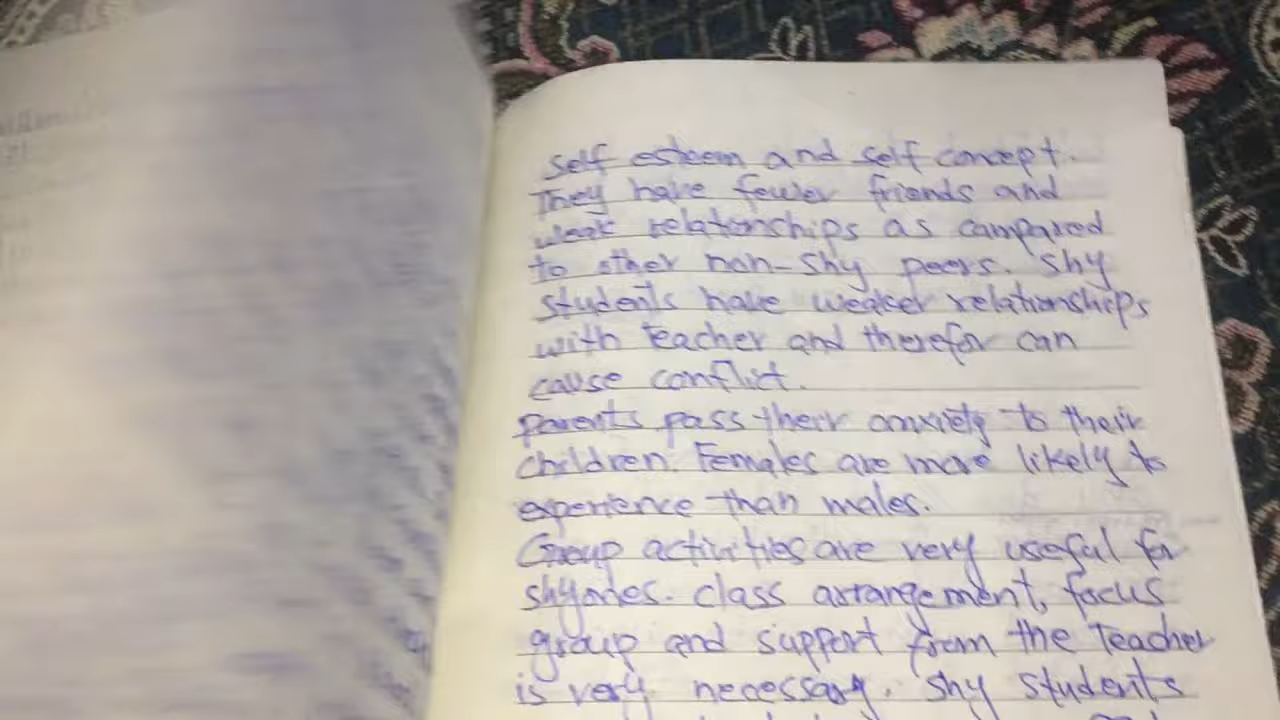 self esteem and self concept.
They have fewer friends and
weak relationships as compared
to other non-shy peers. Shy
students have weaker relationships
with teacher and therefor can
cause conflict.
parents pass their anxiety to their
children. Females are more likely to
experience than males.
Group activities are very useful for
shyones. class arrangement, focus
group and support from the Teacher
is very necessary. Shy students